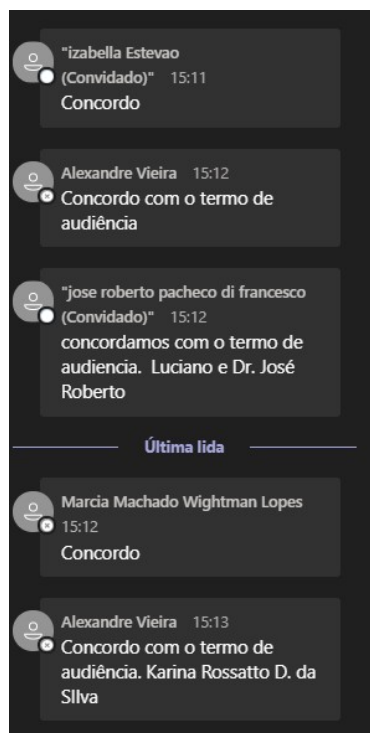 "izabella Estevao
(Convidado)" 15:11
Concordo
Alexandre Vieira 15:12
Concordo com o termo de
audiência
"jose roberto pacheco di francesco
(Convidado)" 15:12
concordamos com o termo de
audiencia. Luciano e Dr. José
Roberto
Última lida
Marcia Machado Wightman Lopes
15:12
Concordo
Alexandre Vieira 15:13
Concordo com o termo de
audiência. Karina Rossatto D. da
SIlva